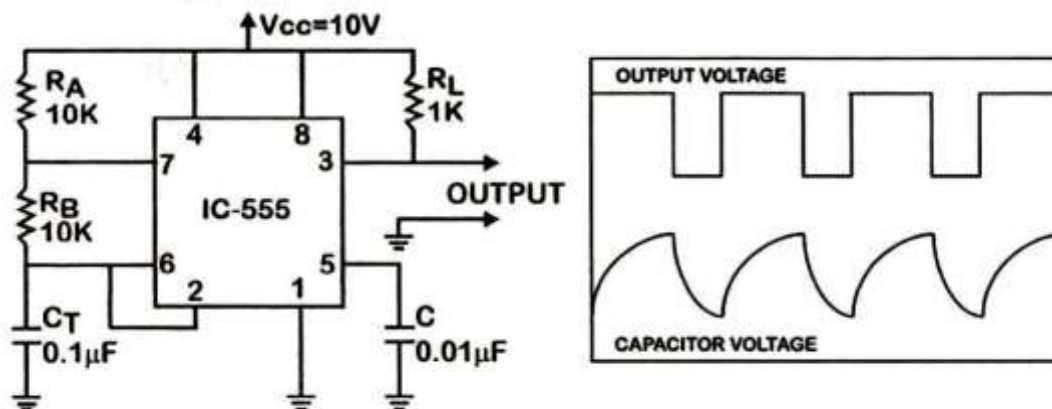 Vcc=10V
RA
10K
RL
1K
4
8
7
3
RB
10K
IC-555
OUTPUT
6
5
2
1
CT
0.1µF
C
0.01µF
OUTPUT VOLTAGE
CAPACITOR VOLTAGE